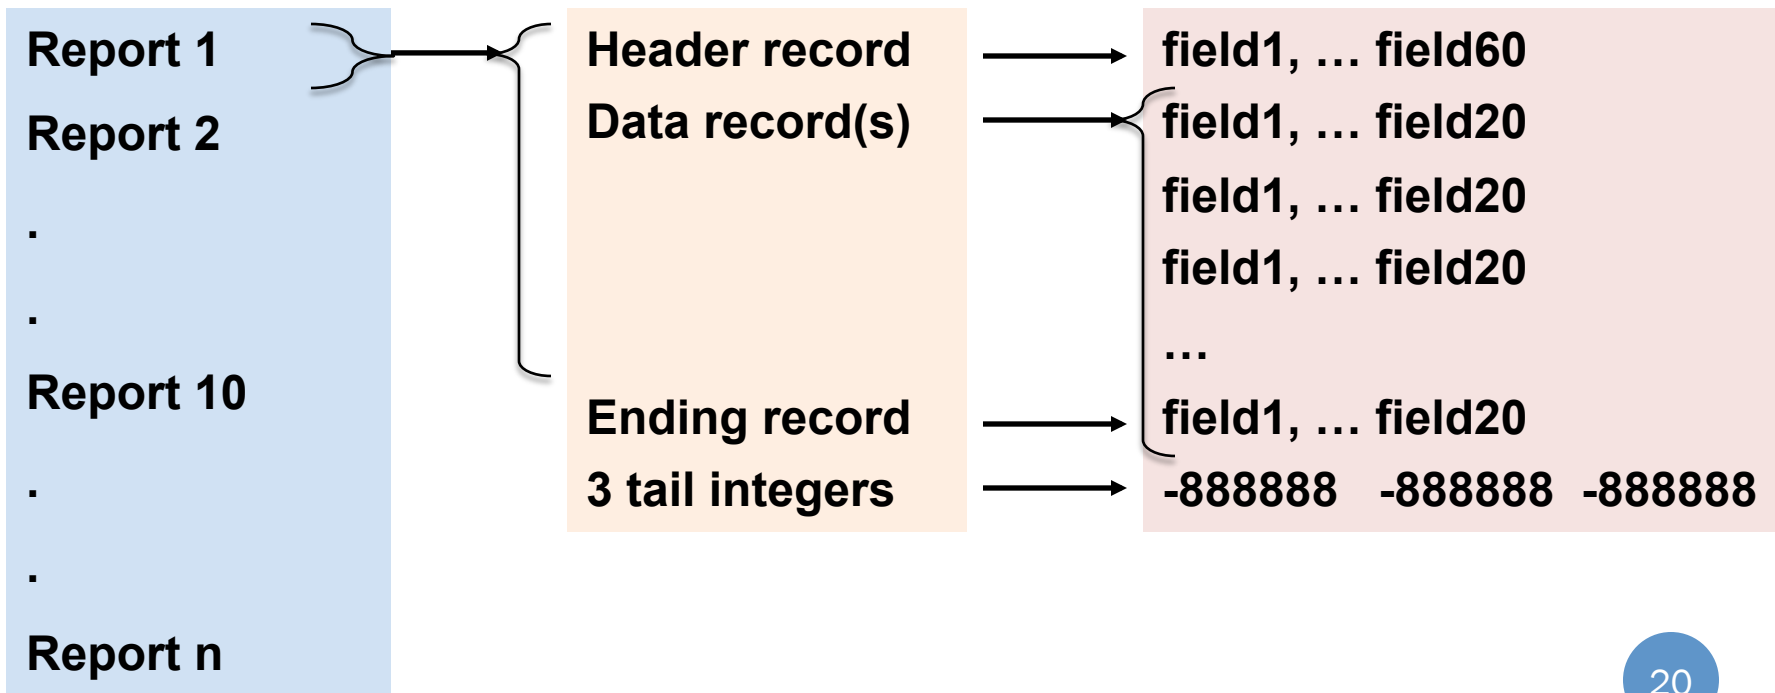 Report 1
Report 2
.
.
Report 10
.
.
Report n
Header record
Data record(s)
Ending record
3 tail integers
field1, … field60
field1, … field20
field1, … field20
field1, … field20
…
field1, … field20
-888888 -888888 -888888
20